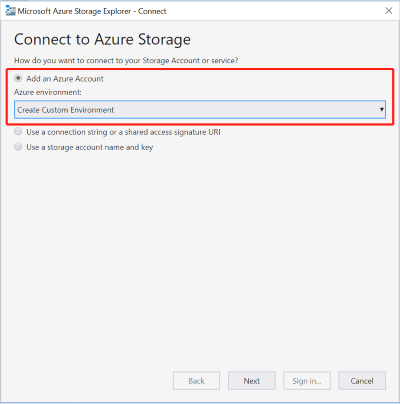 Microsoft Azure Storage Explorer - Connect
Connect to Azure Storage
How do you want to connect to your Storage Account or service?
Add an Azure Account
Azure environment:
Create Custom Environment
Use a connection string or a shared access signature URI
Use a storage account name and key
Back Next Sign in... Cancel